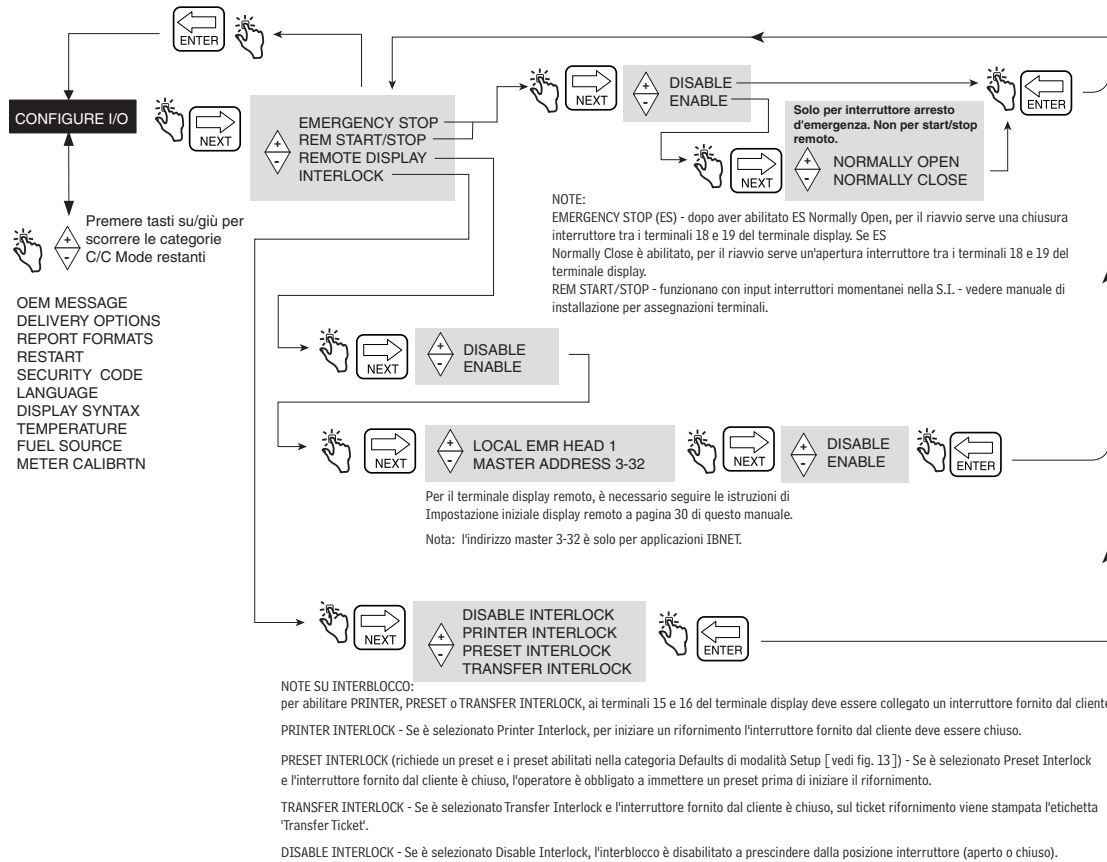 ENTER
CONFIGURE I/O
NEXT
+
-
EMERGENCY STOP
REM START/STOP
REMOTE DISPLAY
INTERLOCK
NEXT
+
-
DISABLE
ENABLE
ENTER
NEXT
Solo per interruttore arresto
d'emergenza. Non per start/stop
remoto.
+
-
NORMALLY OPEN
NORMALLY CLOSE
+
-
Premere tasti su/giù per
scorrere le categorie
C/C Mode restanti
OEM MESSAGE
DELIVERY OPTIONS
REPORT FORMATS
RESTART
SECURITY CODE
LANGUAGE
DISPLAY SYNTAX
TEMPERATURE
FUEL SOURCE
METER CALIBRTN
NOTE:
EMERGENCY STOP (ES) - dopo aver abilitato ES Normally Open, per il riavvio serve una chiusura
interruttore tra i terminali 18 e 19 del terminale display. Se ES
Normally Close è abilitato, per il riavvio serve un'apertura interruttore tra i terminali 18 e 19 del
terminale display.
REM START/STOP - funzionano con input interruttori momentanei nella S.I. - vedere manuale di
installazione per assegnazioni terminali.
NEXT
+
-
DISABLE
ENABLE
NEXT
+
-
LOCAL EMR HEAD 1
MASTER ADDRESS 3-32
NEXT
+
-
DISABLE
ENABLE
ENTER
Per il terminale display remoto, è necessario seguire le istruzioni di
Impostazione iniziale display remoto a pagina 30 di questo manuale.
Nota: l'indirizzo master 3-32 è solo per applicazioni IBNET.
NEXT
+
-
DISABLE INTERLOCK
PRINTER INTERLOCK
PRESET INTERLOCK
TRANSFER INTERLOCK
ENTER
NOTE SU INTERBLOCCO:
per abilitare PRINTER, PRESET o TRANSFER INTERLOCK, ai terminali 15 e 16 del terminale display deve essere collegato un interruttore fornito dal cliente
PRINTER INTERLOCK - Se è selezionato Printer Interlock, per iniziare un rifornimento l'interruttore fornito dal cliente deve essere chiuso.
PRESET INTERLOCK (richiede un preset e i preset abilitati nella categoria Defaults di modalità Setup [vedi fig. 13]) - Se è selezionato Preset Interlock
e l'interruttore fornito dal cliente è chiuso, l'operatore è obbligato a immettere un preset prima di iniziare il rifornimento.
TRANSFER INTERLOCK - Se è selezionato Transfer Interlock e l'interruttore fornito dal cliente è chiuso, sul ticket rifornimento viene stampata l'etichetta
'Transfer Ticket'.
DISABLE INTERLOCK - Se è selezionato Disable Interlock, l'interblocco è disabilitato a prescindere dalla posizione interruttore (aperto o chiuso).